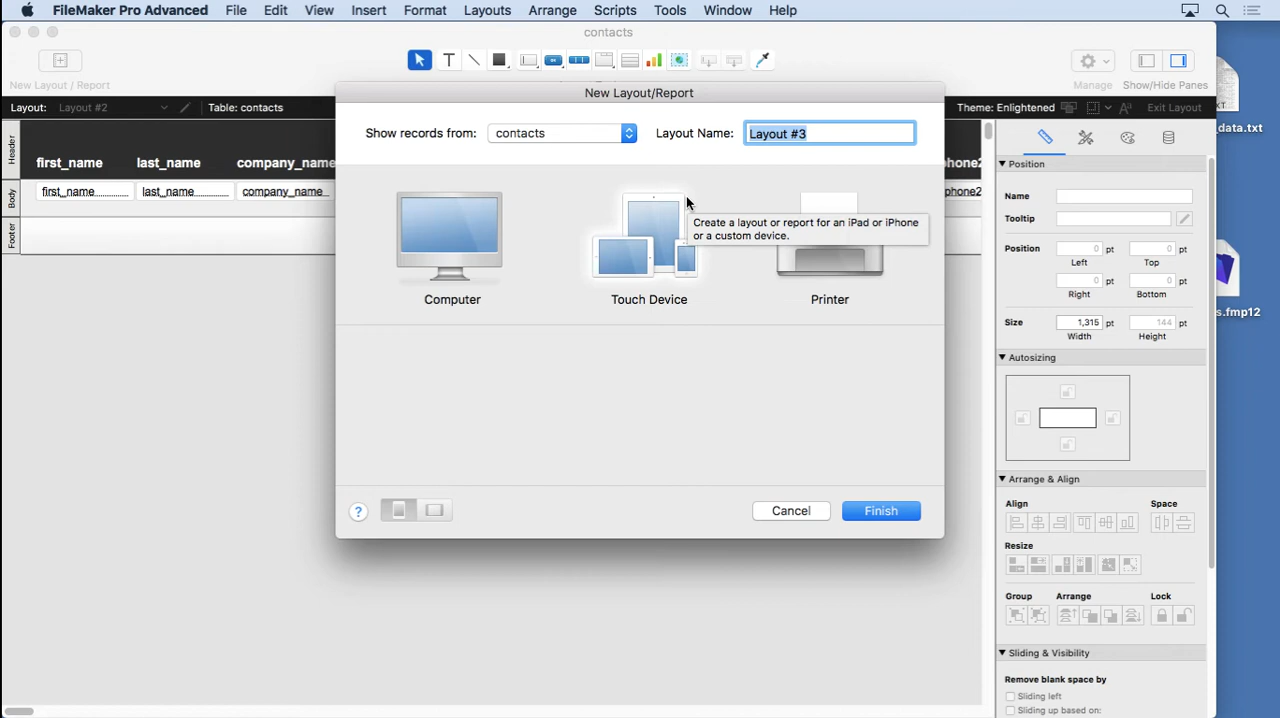 FileMaker Pro Advanced File Edit View Insert Format Layouts Arrange Scripts Tools Window Help
contacts
New Layout / Report
Manage
Show/Hide Panes
Layout: Layout #2 Table: contacts
Theme: Enlightened
Exit Layout
New Layout/Report
Show records from: contacts Layout Name: Layout #3
Header
first_name last_name company_name
phone2
Body
first_name last_name company_name
phone2
Footer
Create a layout or report for an iPad or iPhone
or a custom device.
Computer Touch Device Printer
? Cancel Finish
Position
Name
Tooltip
Position 0 pt 0 pt
Left Top
0 pt 0 pt
Right Bottom
Size 1,315 pt 144 pt
Width Height
Autosizing
Arrange & Align
Align Space
Resize
Group Arrange Lock
Sliding & Visibility
Remove blank space by
Sliding left
Sliding up based on:
TXT
_data.txt
s.fmp12